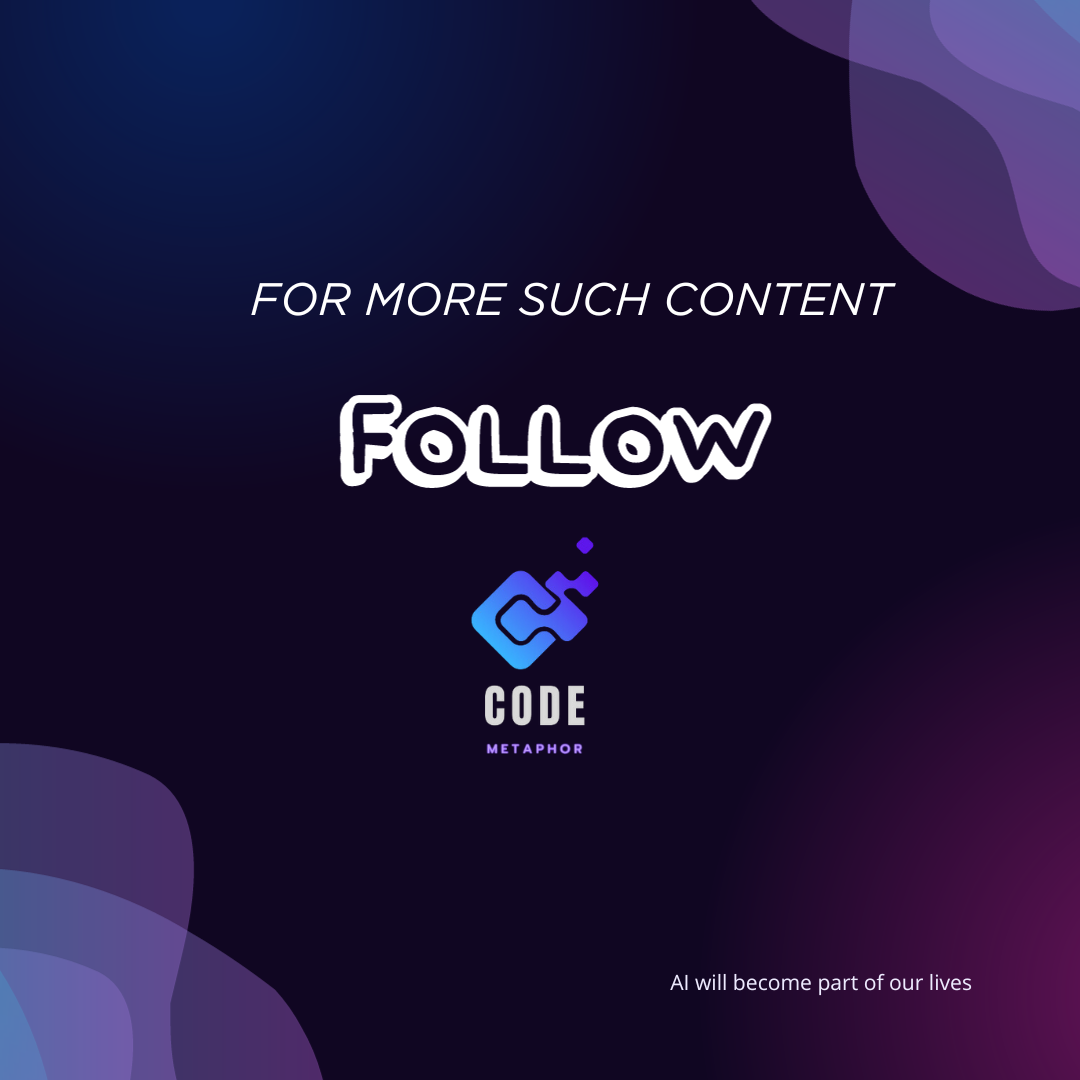 FOR MORE SUCH CONTENT
FOLLOW
CODE
METAPHOR
AI will become part of our lives